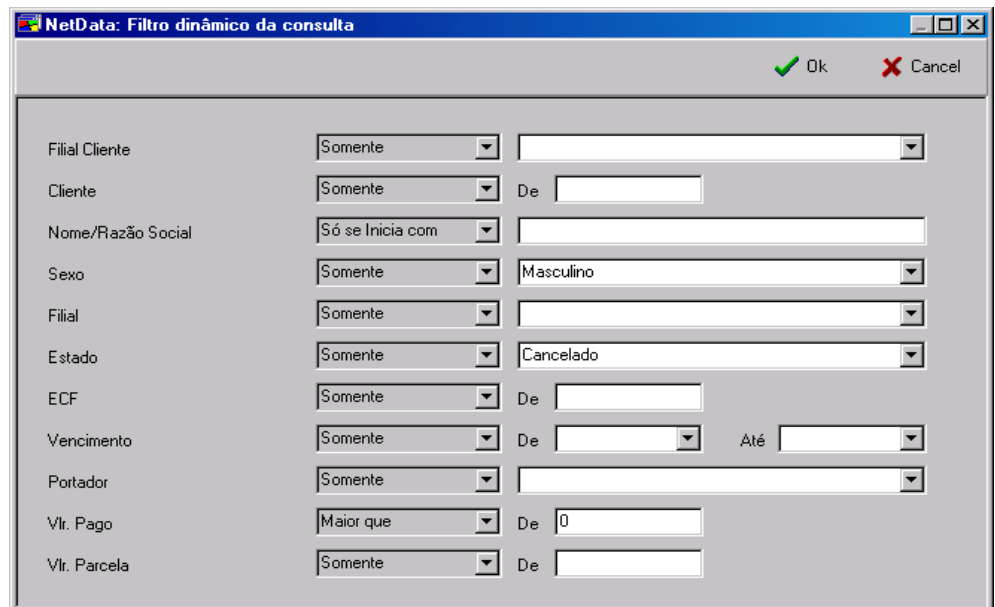 NetData: Filtro dinâmico da consulta
Ok Cancel
Filial Cliente Somente
Cliente Somente De
Nome/Razão Social Só se Inicia com
Sexo Somente Masculino
Filial Somente
Estado Somente Cancelado
ECF Somente De
Vencimento Somente De Até
Portador Somente
Vlr. Pago Maior que De 0
Vlr. Parcela Somente De